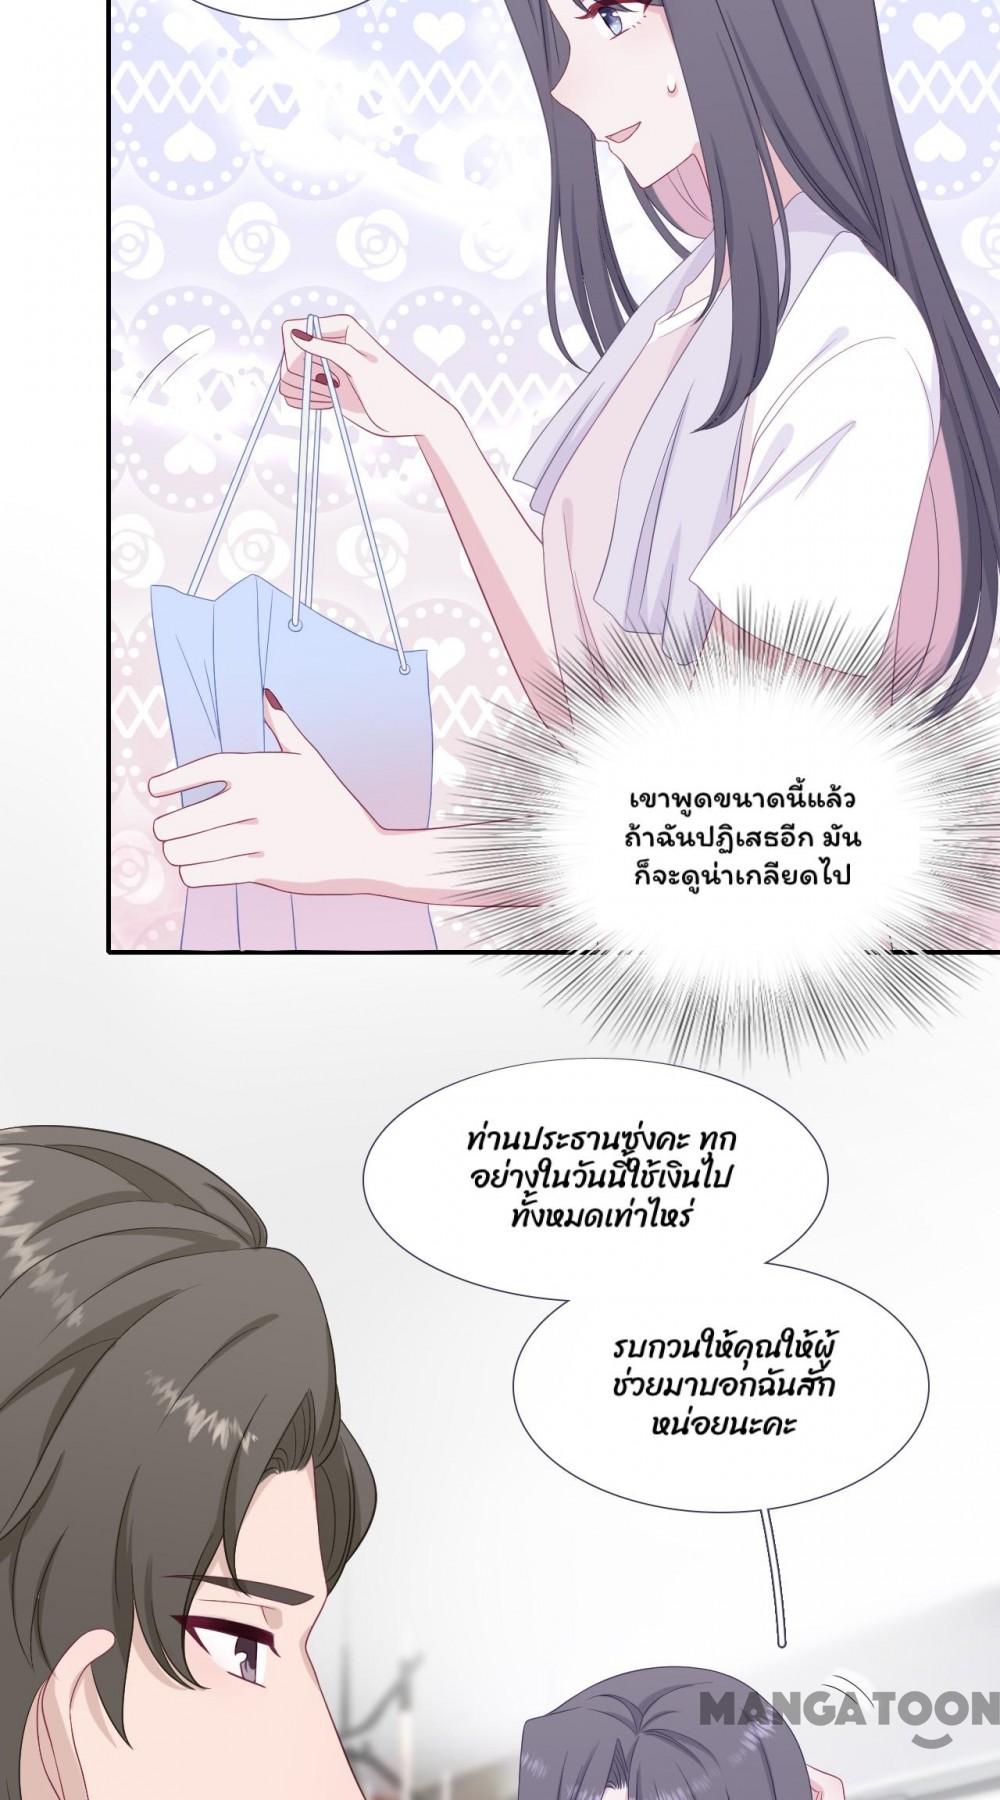 เขาพูดขนาดนี้แล้ว
ถ้าฉันปฏิเสธอีก มัน
ก็จะดูน่าเกลียดไป
ท่านประธานซ่งคะ ทุก
อย่างในวันนี้ใช้เงินไป
ทั้งหมดเท่าไหร่
รบกวนให้คุณให้ผู้
ช่วยมาบอกฉันสัก
หน่อยนะคะ
MANGATOON